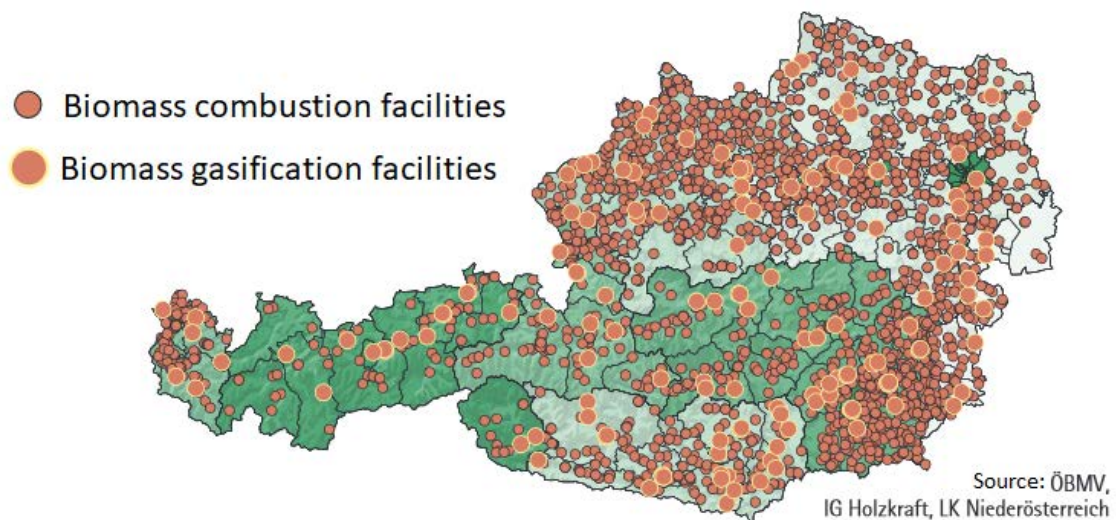 Biomass combustion facilities
Biomass gasification facilities
Source: ÖBMV,
IG Holzkraft, LK Niederösterreich